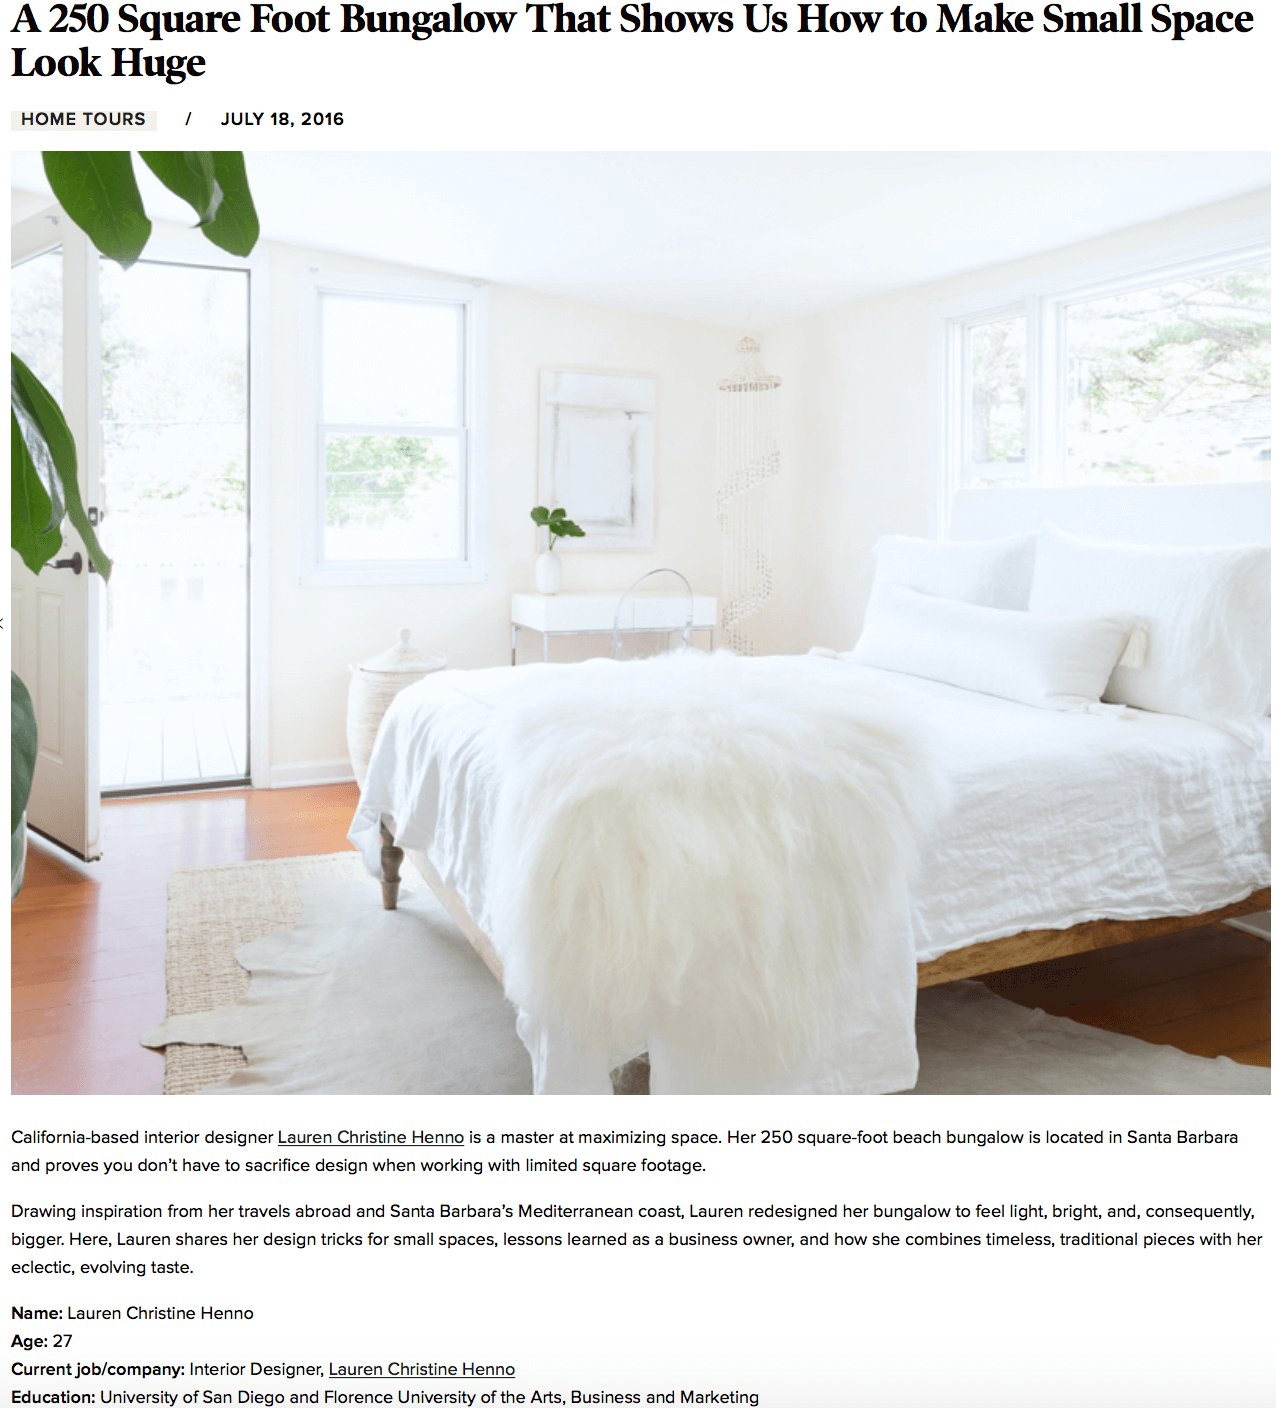 A 250 Square Foot Bungalow That Shows Us How to Make Small Space
Look Huge
HOME TOURS / JULY 18, 2016
California-based interior designer Lauren Christine Henno is a master at maximizing space. Her 250 square-foot beach bungalow is located in Santa Barbara
and proves you don’t have to sacrifice design when working with limited square footage.
Drawing inspiration from her travels abroad and Santa Barbara’s Mediterranean coast, Lauren redesigned her bungalow to feel light, bright, and, consequently,
bigger. Here, Lauren shares her design tricks for small spaces, lessons learned as a business owner, and how she combines timeless, traditional pieces with her
eclectic, evolving taste.
Name: Lauren Christine Henno
Age: 27
Current job/company: Interior Designer, Lauren Christine Henno
Education: University of San Diego and Florence University of the Arts, Business and Marketing